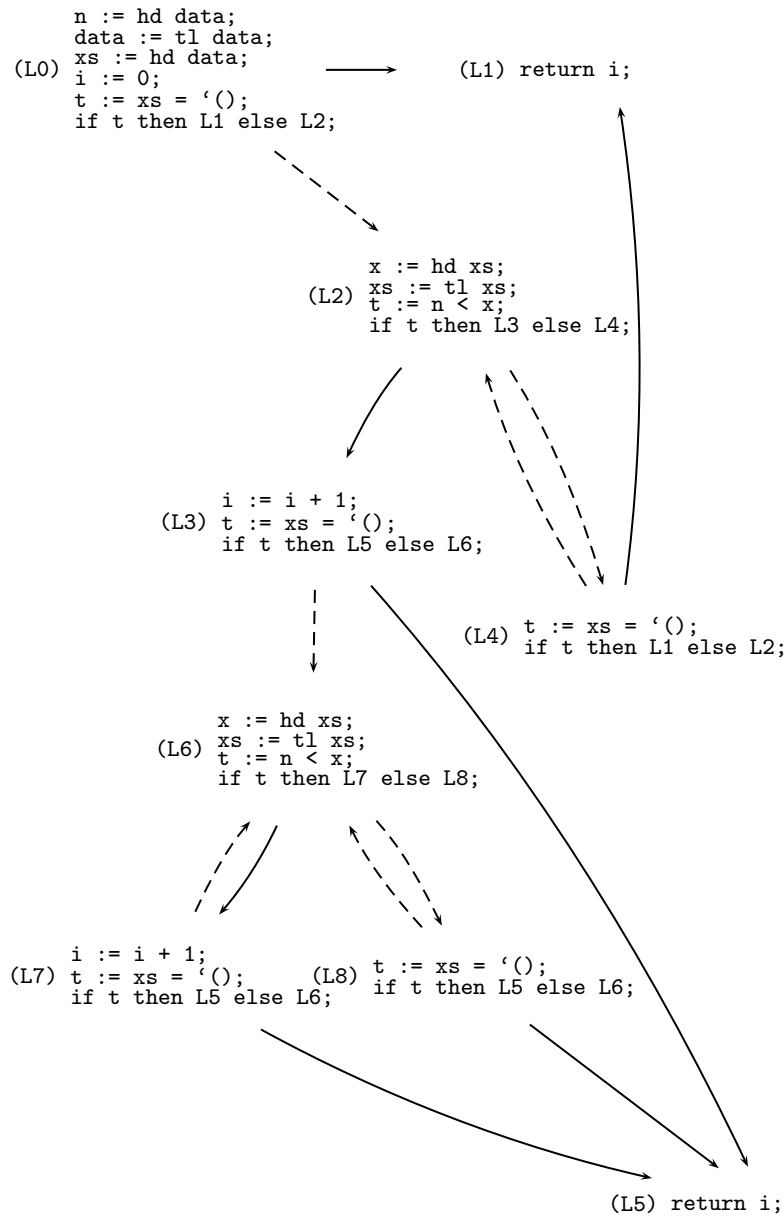 n := hd data;
data := tl data;
(L0) xs := hd data;
i := 0;
t := xs = ‘();
if t then L1 else L2;
(L1) return i;
x := hd xs;
(L2) xs := tl xs;
t := n < x;
if t then L3 else L4;
i := i + 1;
(L3) t := xs = ‘();
if t then L5 else L6;
(L4) t := xs = ‘();
if t then L1 else L2;
x := hd xs;
(L6) xs := tl xs;
t := n < x;
if t then L7 else L8;
i := i + 1;
(L7) t := xs = ‘();
if t then L5 else L6;
(L8) t := xs = ‘();
if t then L5 else L6;
(L5) return i;